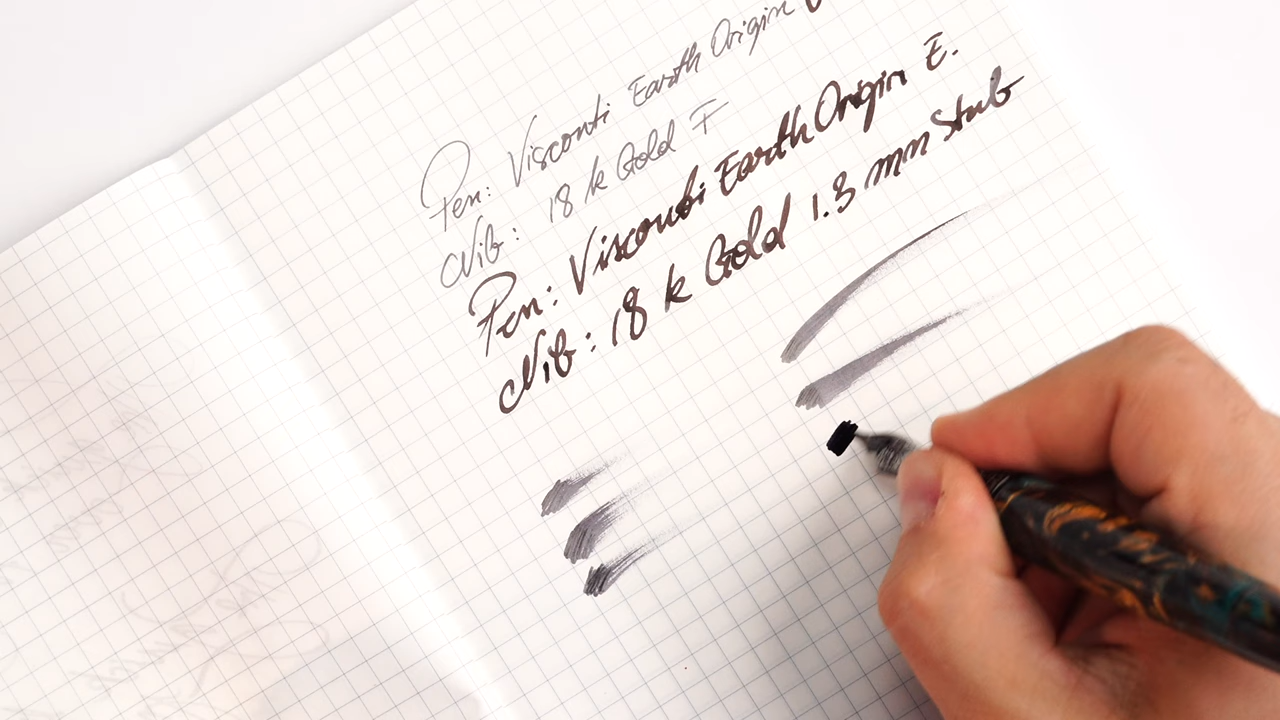 Pen: Visconti Earth Origin
Nib: 18 k Gold F
Pen: Visconti Earth Origin E.
Nib: 18 k Gold 1.3 mm Stub